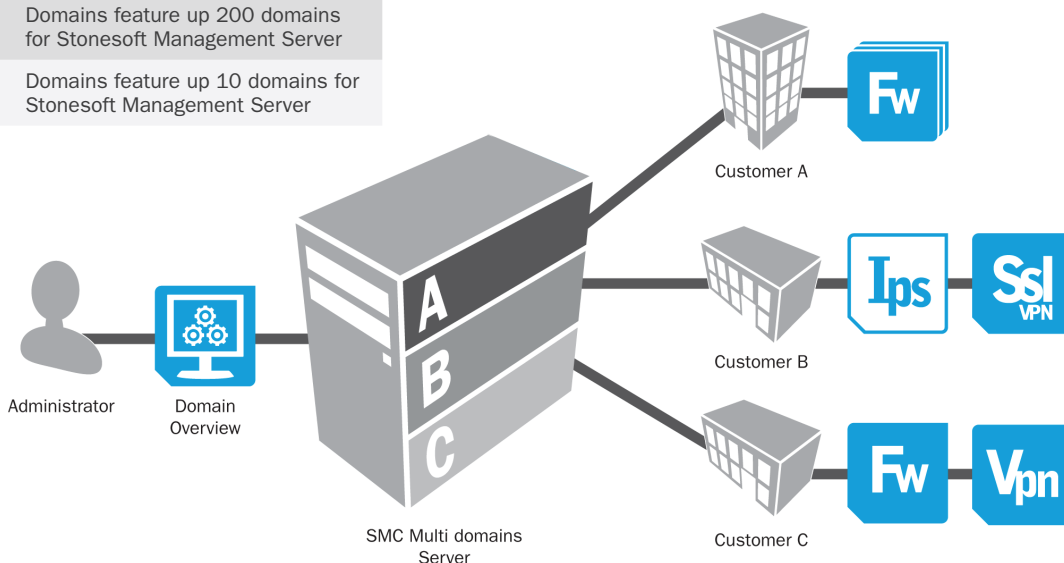 Domains feature up 200 domains
for Stonesoft Management Server
Domains feature up 10 domains for
Stonesoft Management Server
Fw
Customer A
A
B
C
Ips
Ssl
VPN
Customer B
Administrator
Domain
Overview
Fw
Vpn
SMC Multi domains
Server
Customer C